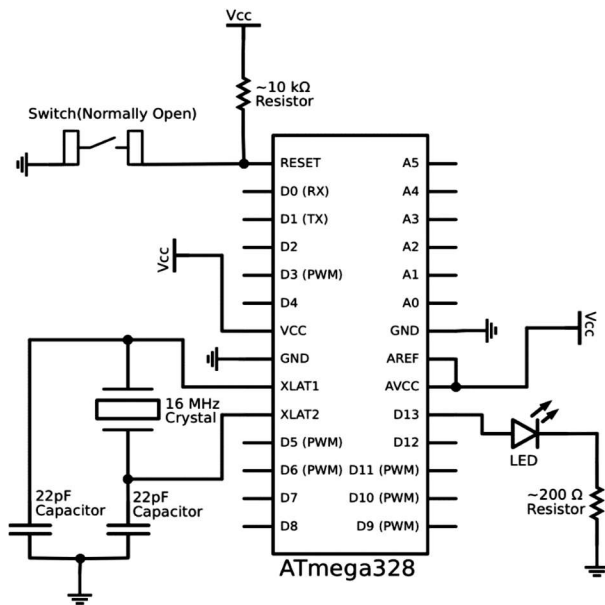 Vcc
~10 kΩ
Resistor
Switch(Normally Open)
RESET
A5
D0 (RX)
A4
D1 (TX)
A3
D2
A2
Vcc
D3 (PWM)
A1
D4
A0
VCC
GND
Vcc
GND
AREF
XLAT1
AVCC
16 MHz
Crystal
XLAT2
D13
D5 (PWM)
D12
LED
D6 (PWM)
D11 (PWM)
22pF
Capacitor
22pF
Capacitor
D7
D10 (PWM)
~200 Ω
Resistor
D8
D9 (PWM)
ATmega328